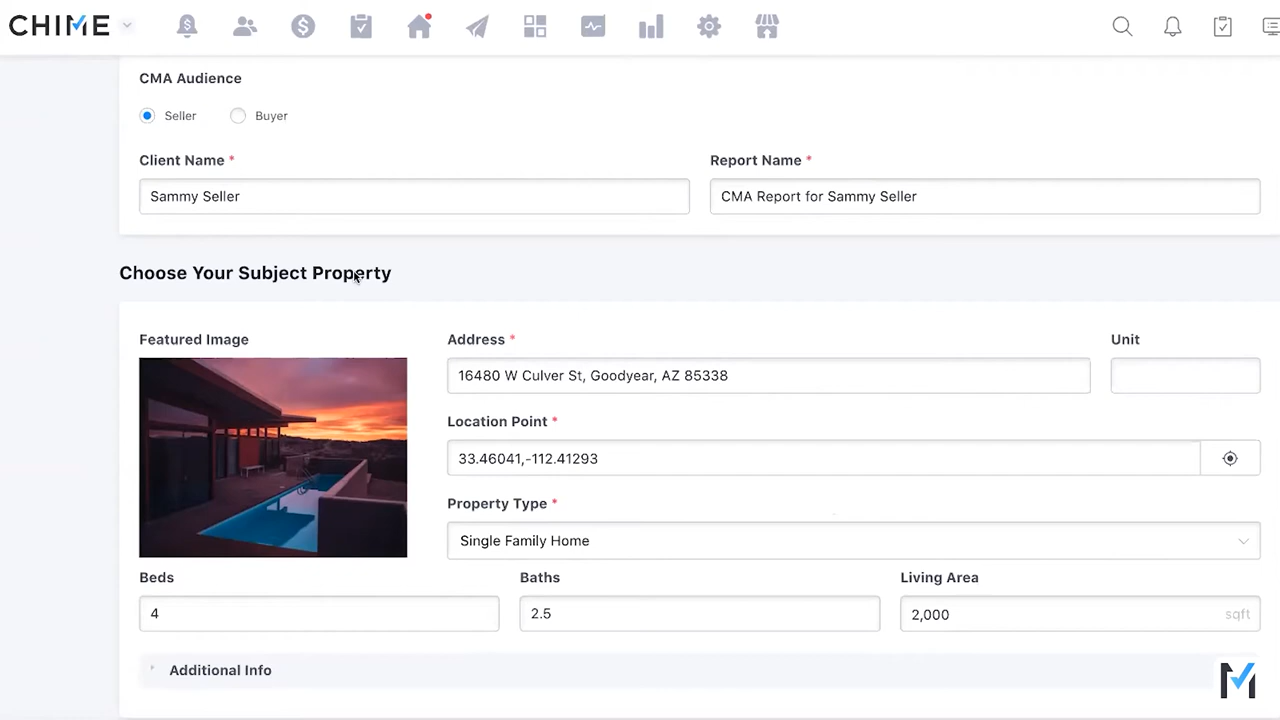 CHIME
CMA Audience
Seller Buyer
Client Name * Report Name *
Sammy Seller CMA Report for Sammy Seller
Choose Your Subject Property
Featured Image Address * Unit
16480 W Culver St, Goodyear, AZ 85338
Location Point *
33.46041,-112.41293
Property Type *
Single Family Home
Beds Baths Living Area
4 2.5 2,000 sqft
Additional Info